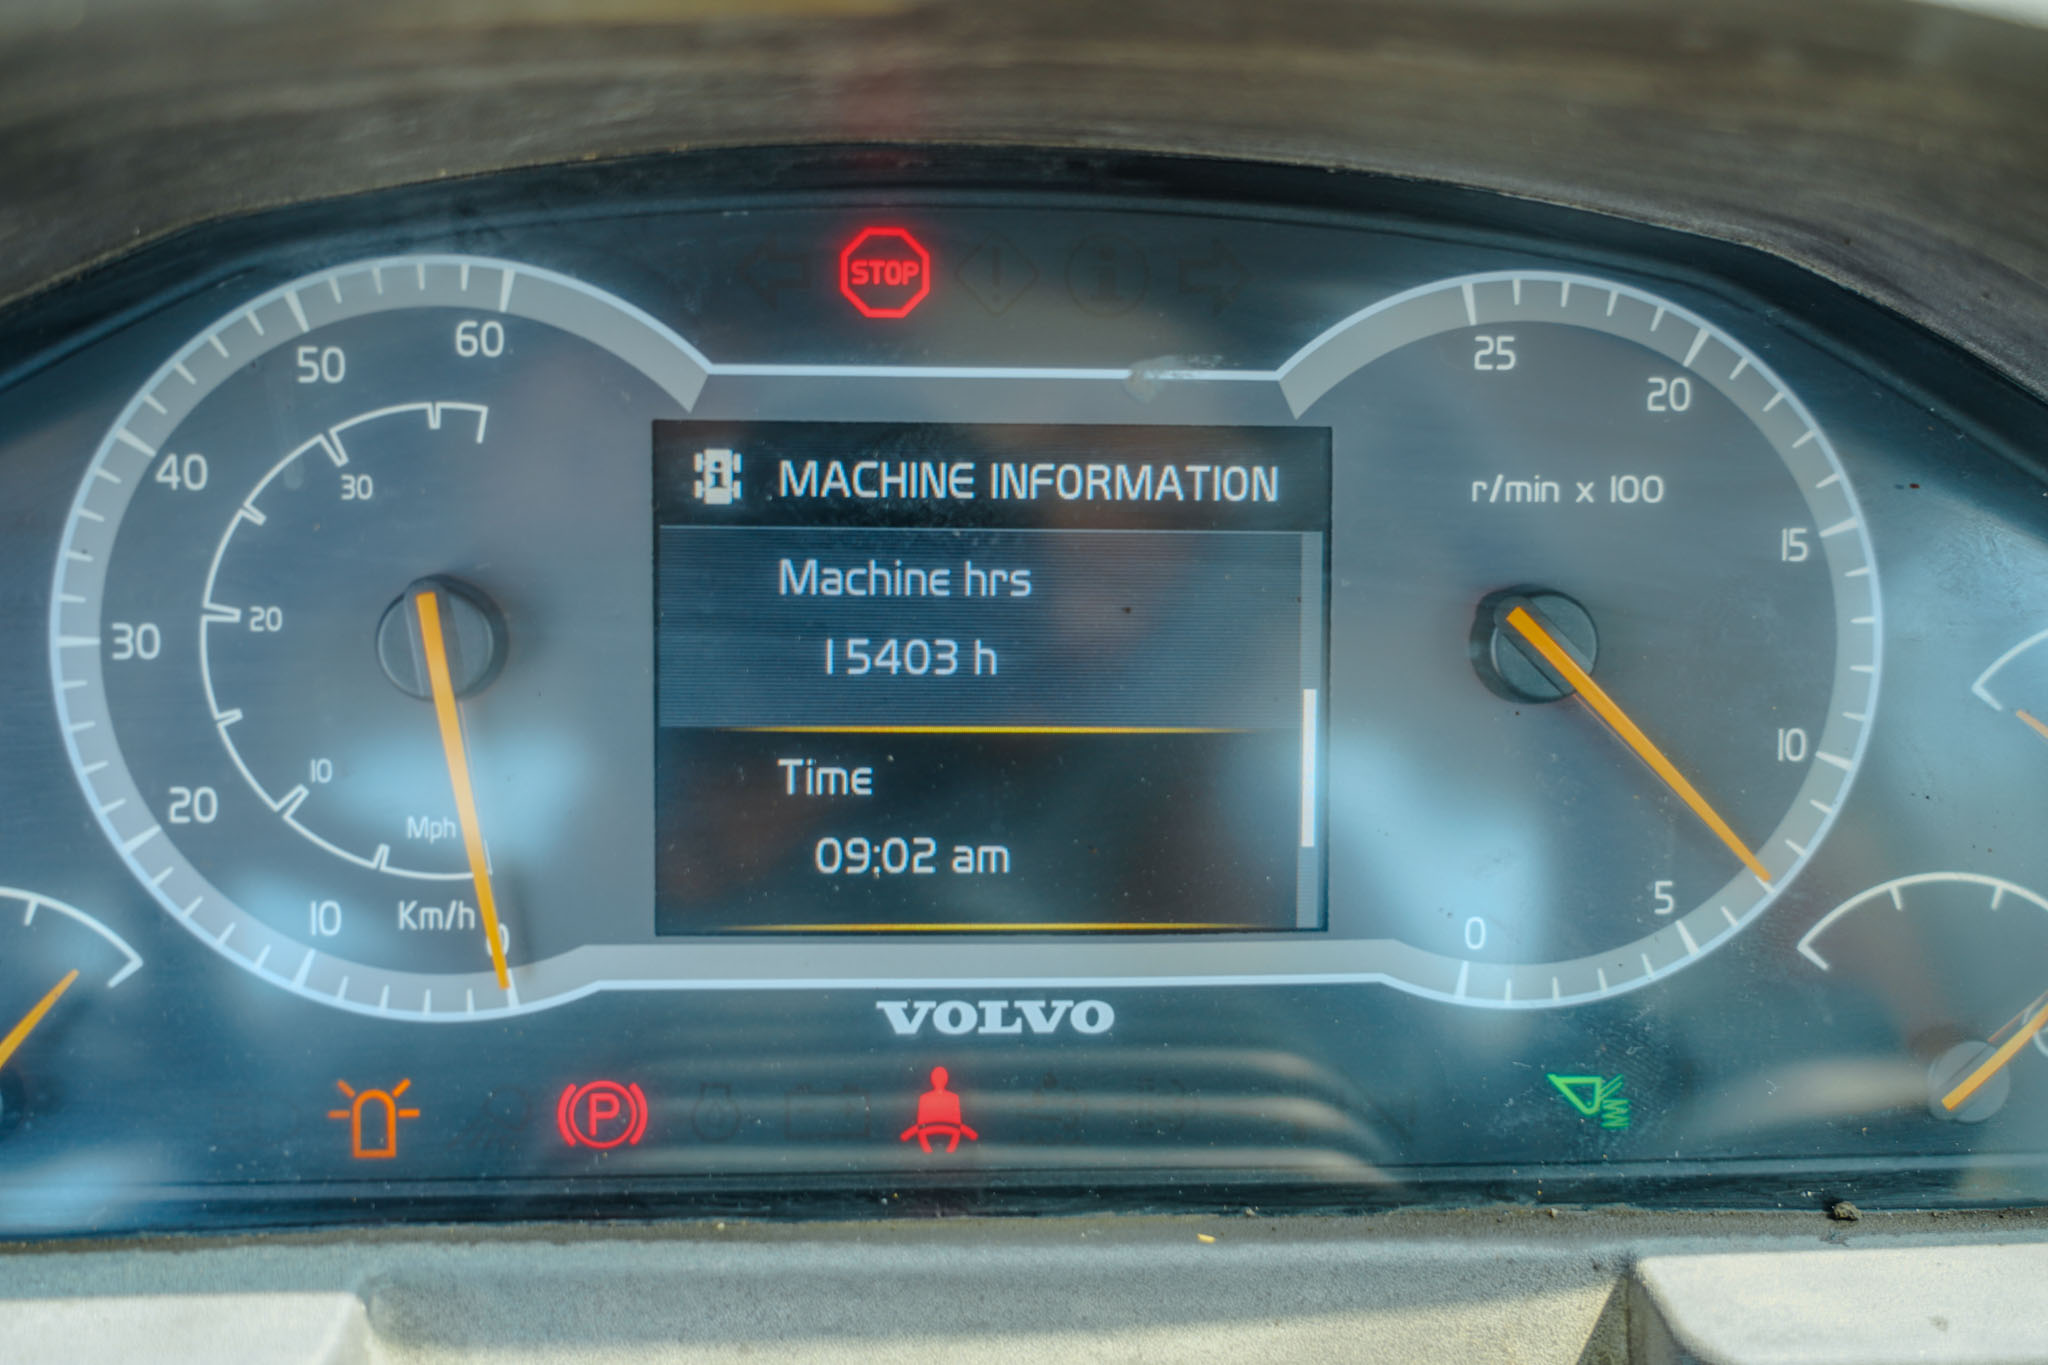 STOP
60
50
40
30
20
10
0
30
20
10
Mph
Km/h
MACHINE INFORMATION
Machine hrs
15403 h
Time
09:02 am
25
20
r/min x 100
15
10
5
0
VOLVO
P